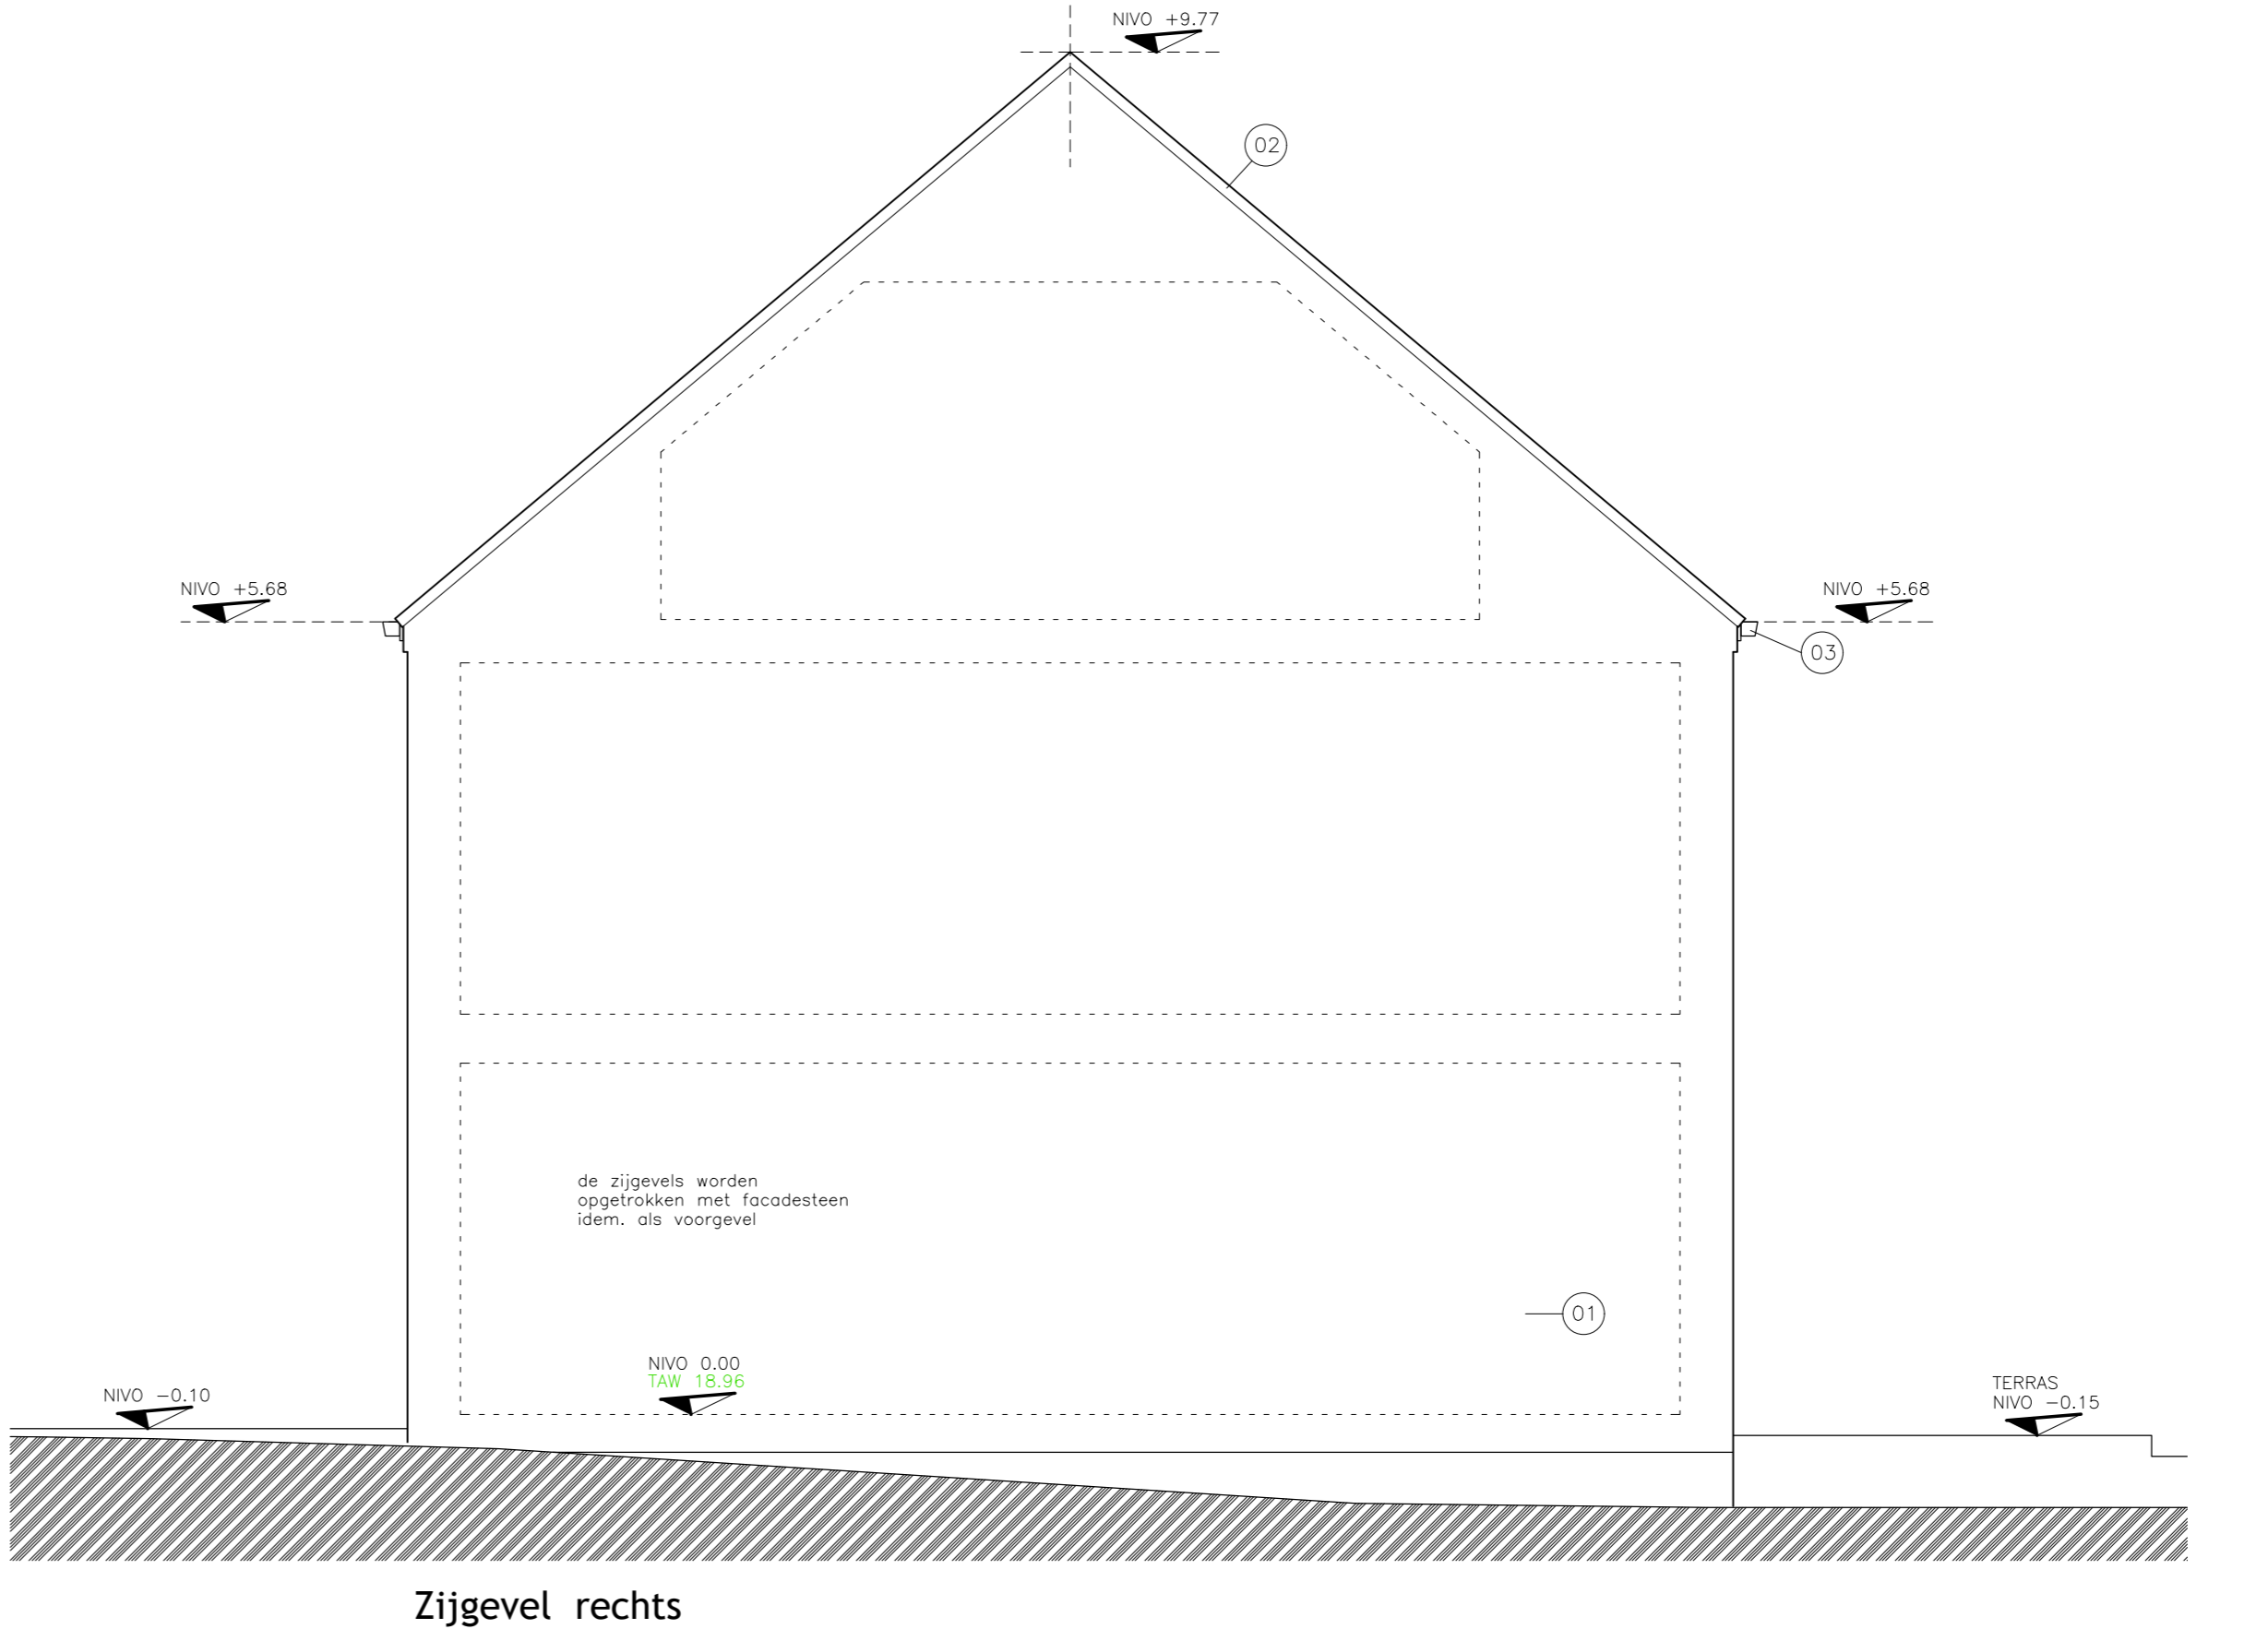 NIVO +9.77
02
NIVO +5.68
NIVO +5.68
03
de zijgevels worden
opgetrokken met facadesteen
idem. als voorgevel
01
NIVO 0.00
TAW 18.96
NIVO −0.10
TERRAS
NIVO −0.15
Zijgevel rechts